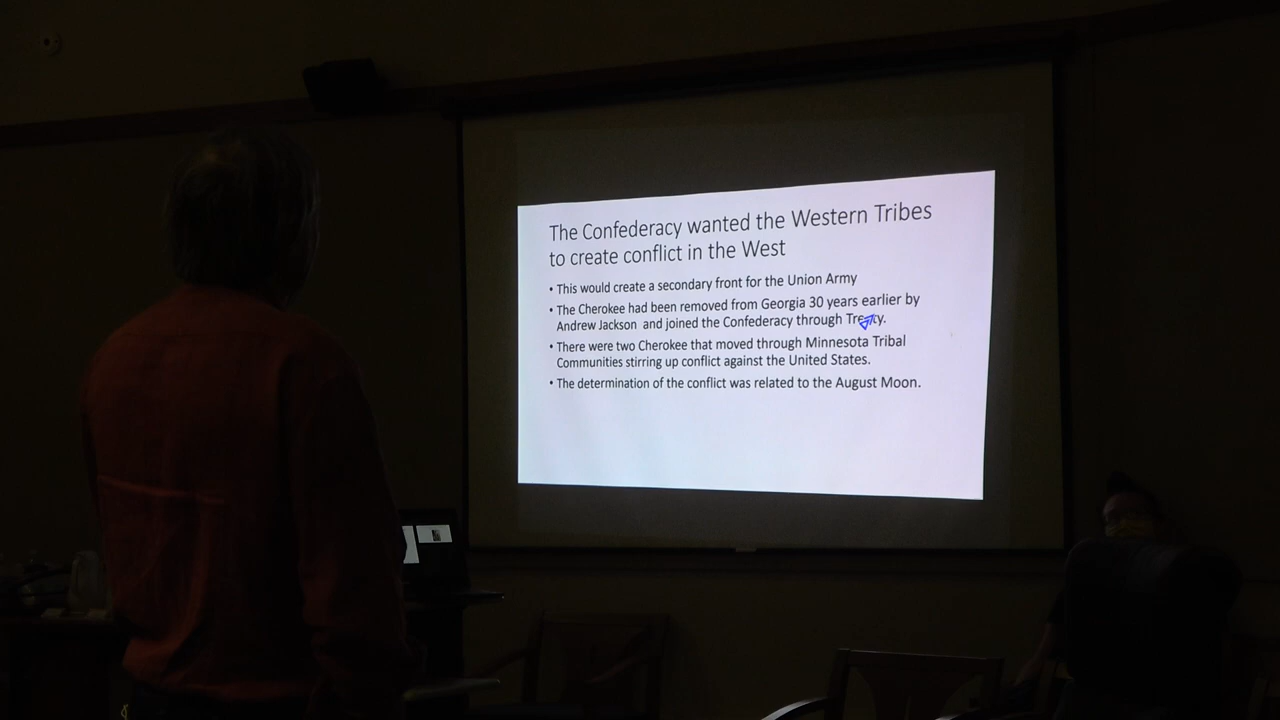 The Confederacy wanted the Western Tribes
to create conflict in the West
• This would create a secondary front for the Union Army
• The Cherokee had been removed from Georgia 30 years earlier by
Andrew Jackson and joined the Confederacy through Treaty.
• There were two Cherokee that moved through Minnesota Tribal
Communities stirring up conflict against the United States.
• The determination of the conflict was related to the August Moon.